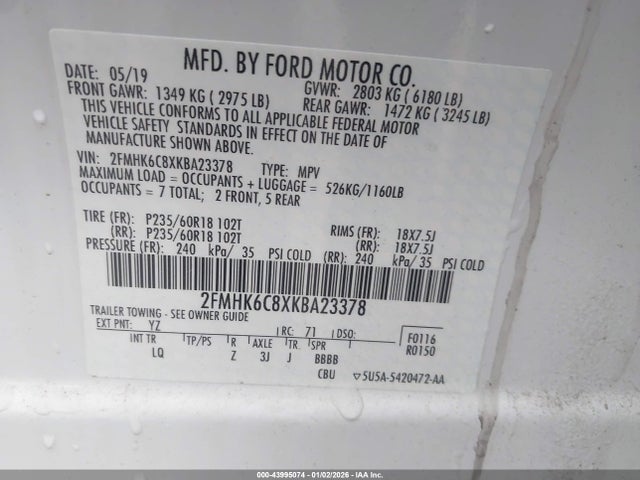 MFD. BY FORD MOTOR CO.
DATE: 05/19 GVWR: 2803 KG ( 6180 LB)
FRONT GAWR: 1349 KG ( 2975 LB) REAR GAWR: 1472 KG ( 3245 LB)
THIS VEHICLE CONFORMS TO ALL APPLICABLE FEDERAL MOTOR
VEHICLE SAFETY STANDARDS IN EFFECT ON THE DATE OF
MANUFACTURE SHOWN ABOVE.
VIN: 2FMHK6C8XKBA23378 TYPE: MPV
MAXIMUM LOAD = OCCUPANTS + LUGGAGE = 526KG/1160LB
OCCUPANTS = 7 TOTAL; 2 FRONT, 5 REAR
TIRE (FR): P235/60R18 102T RIMS (FR): 18X7.5J
(RR): P235/60R18 102T (RR): 18X7.5J
PRESSURE (FR): 240 kPa/ 35 PSI COLD (RR): 240 kPa/ 35 PSI COLD
2FMHK6C8XKBA23378
TRAILER TOWING - SEE OWNER GUIDE
EXT PNT: YZ RC: 71 DSO: F0116
INT TR TP/PS R AXLE TR SPR R0150
LQ Z 3J J BBBB
CBU ▽5U5A-5420472-AA
000-43995074 - 01/02/2026 - IAAI, Inc.